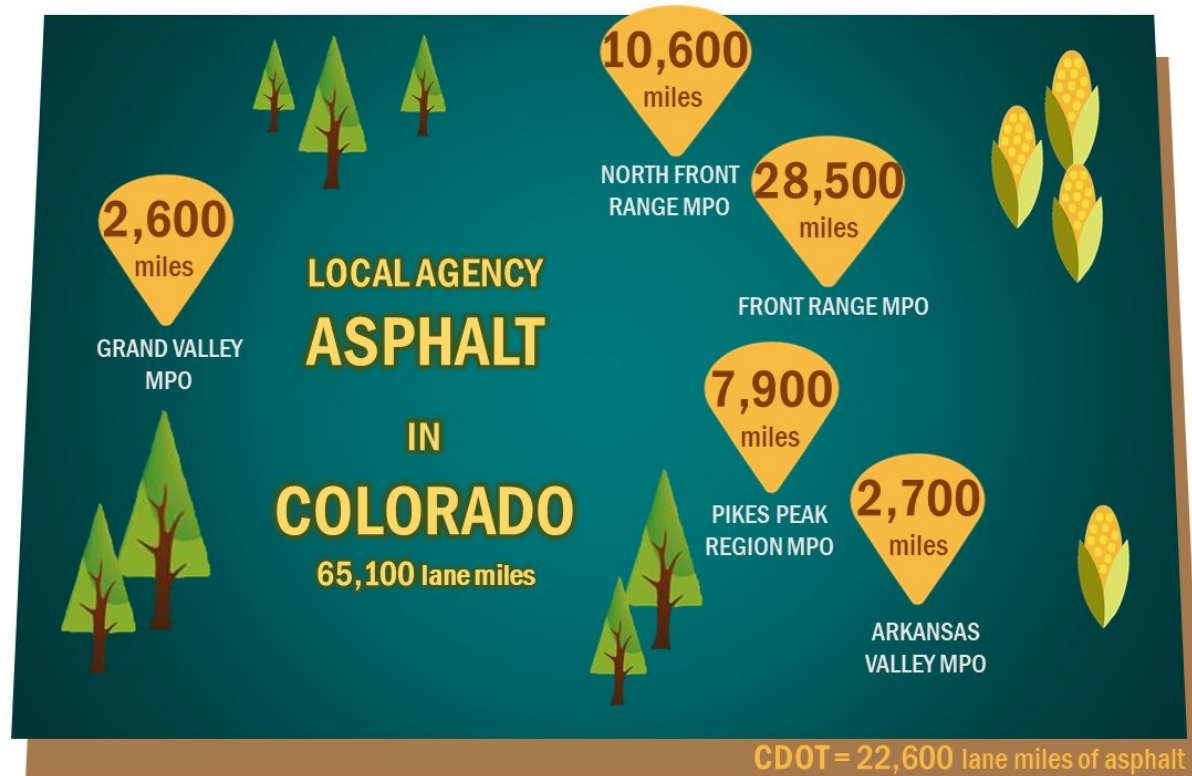 10,600
miles
NORTH FRONT
RANGE MPO
28,500
miles
FRONT RANGE MPO
2,600
miles
GRAND VALLEY
MPO
LOCAL AGENCY
ASPHALT
IN
COLORADO
65,100 lane miles
7,900
miles
PIKES PEAK
REGION MPO
2,700
miles
ARKANSAS
VALLEY MPO
CDOT = 22,600 lane miles of asphalt